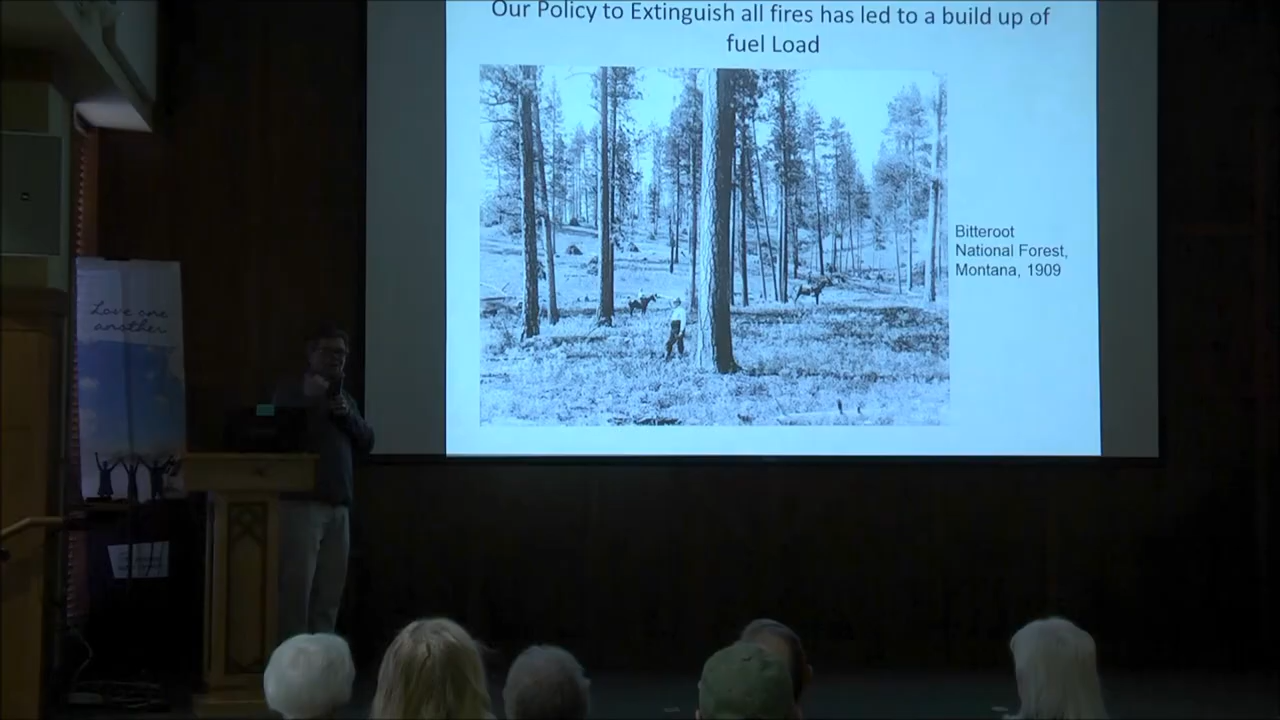 Our Policy to Extinguish all fires has led to a build up of
fuel Load
Bitteroot
National Forest,
Montana, 1909
Love one
another